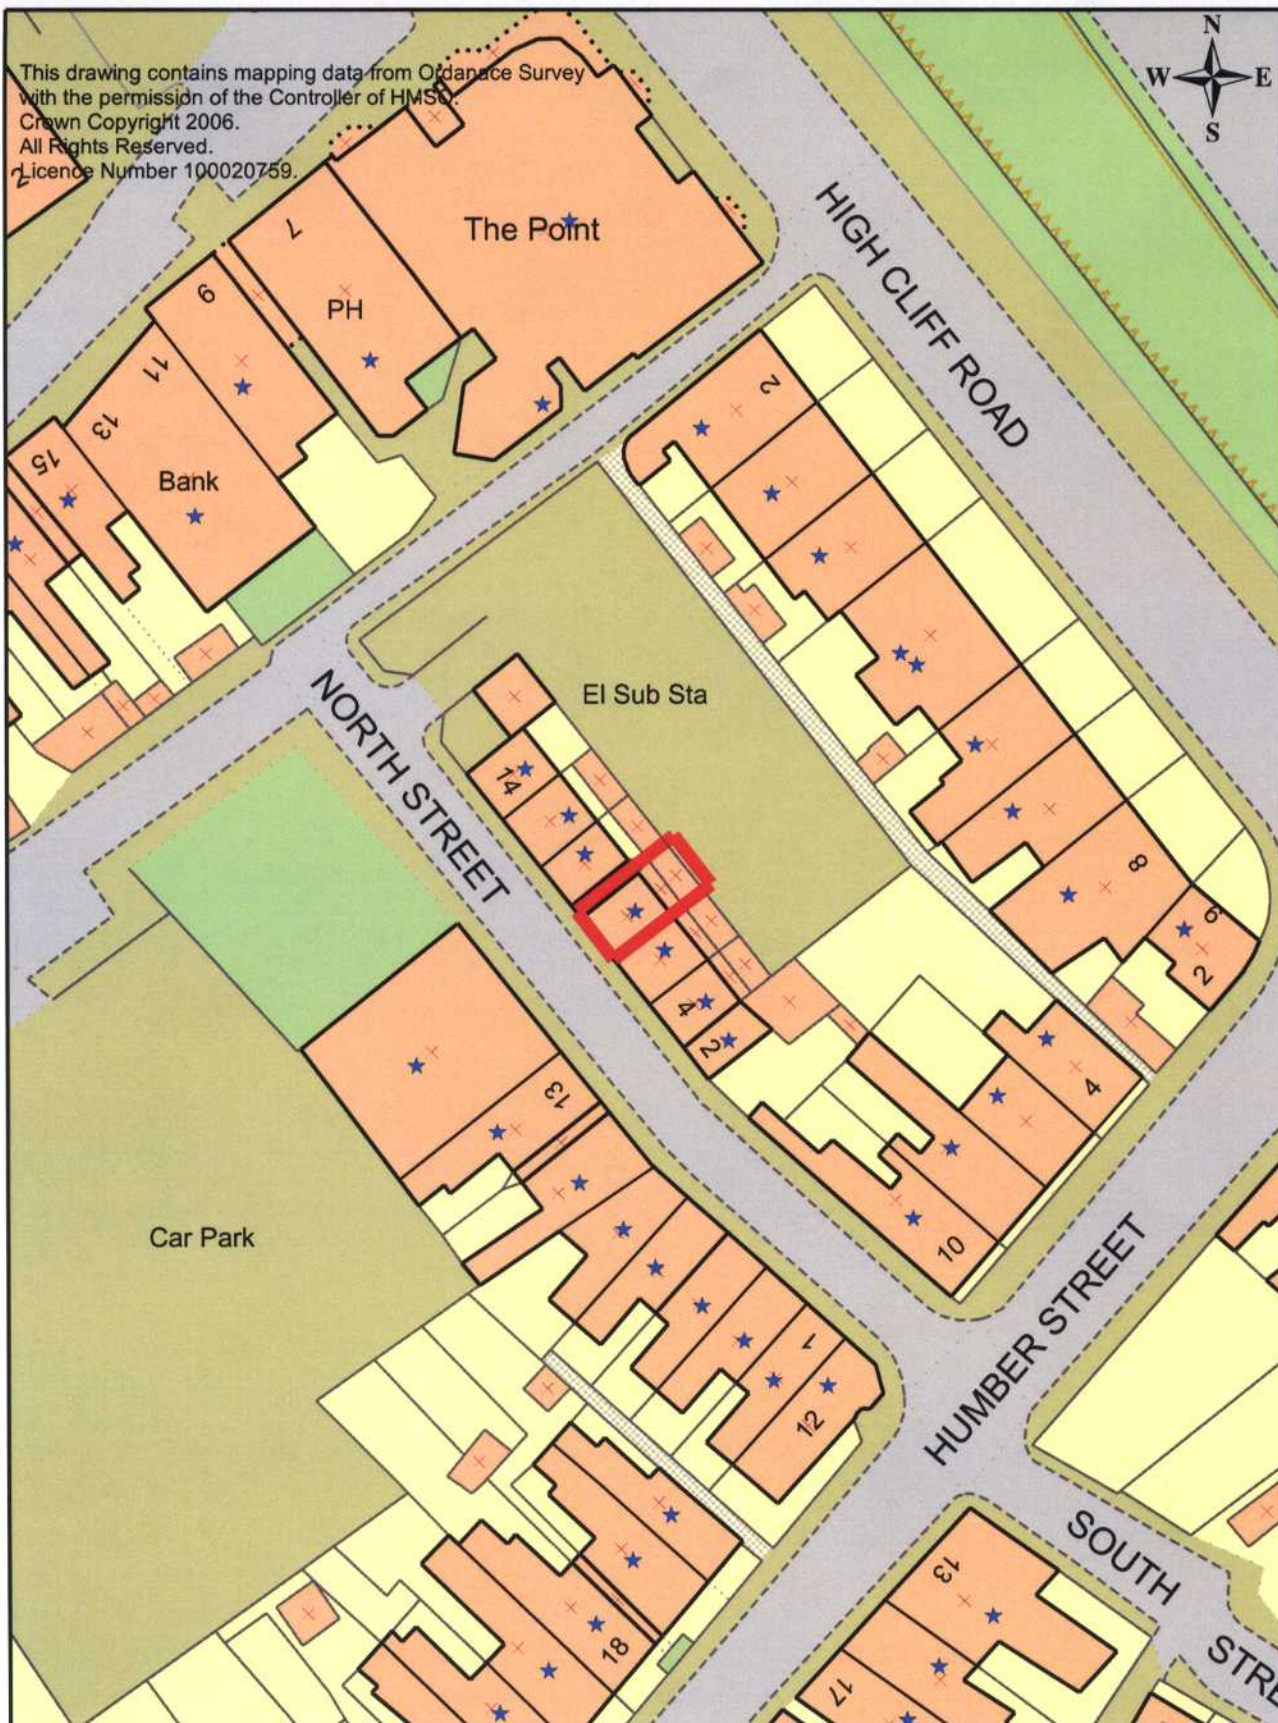 This drawing contains mapping data from Ordanace Survey
with the permission of the Controller of HMSO.
Crown Copyright 2006.
All Rights Reserved.
Licence Number 100020759.
N
W E
S
2
The Point
HIGH CLIFF ROAD
7
PH
9
11
13
15
Bank
2
El Sub Sta
NORTH STREET
14
4
2
8
6
2
4
10
13
Car Park
1
12
HUMBER STREET
SOUTH
STRE
13
17
18